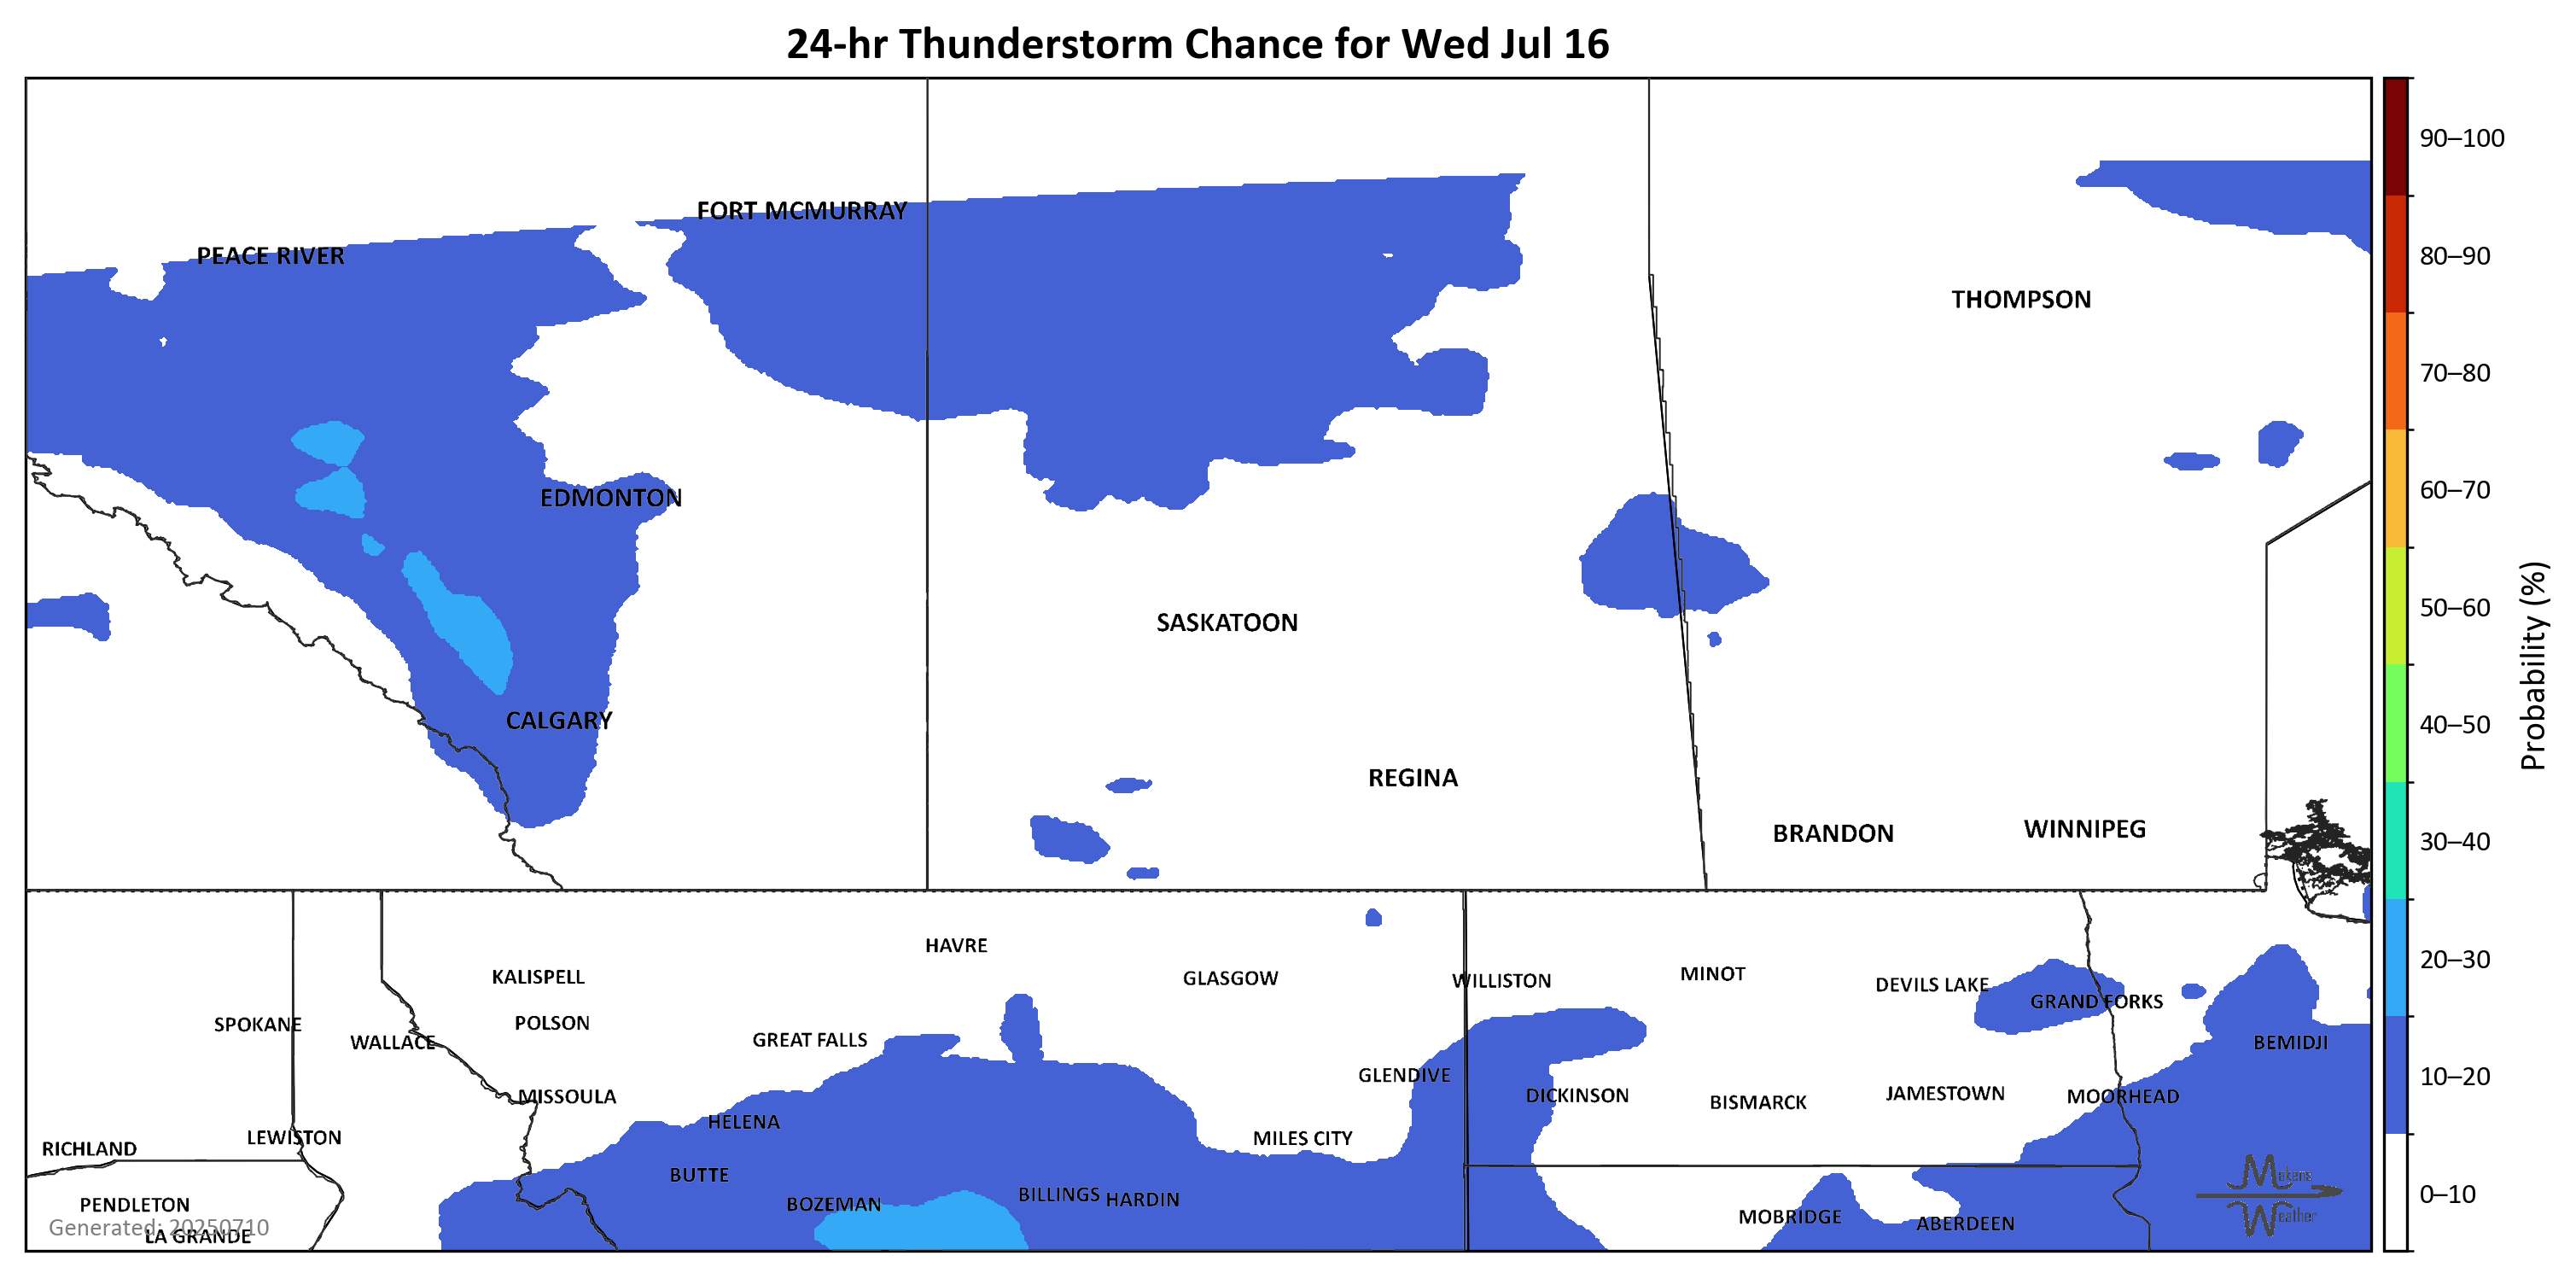 24-hr Thunderstorm Chance for Wed Jul 16
90–100
FORT MCMURRAY
PEACE RIVER
80–90
THOMPSON
70–80
EDMONTON
60–70
SASKATOON
50–60
Probability (%)
CALGARY
40–50
REGINA
BRANDON
WINNIPEG
30–40
HAVRE
KALISPELL
GLASGOW
WILLISTON
MINOT
DEVILS LAKE
20–30
SPOKANE
POLSON
GRAND FORKS
WALLACE
GREAT FALLS
BEMIDJI
GLENDIVE
10–20
MISSOULA
DICKINSON
BISMARCK
JAMESTOWN
MOORHEAD
HELENA
RICHLAND
LEWISTON
MILES CITY
BUTTE
Mekens
PENDLETON
BOZEMAN
BILLINGS
HARDIN
0–10
Generated: 20250710
MOBRIDGE
ABERDEEN
Weather
LA GRANDE